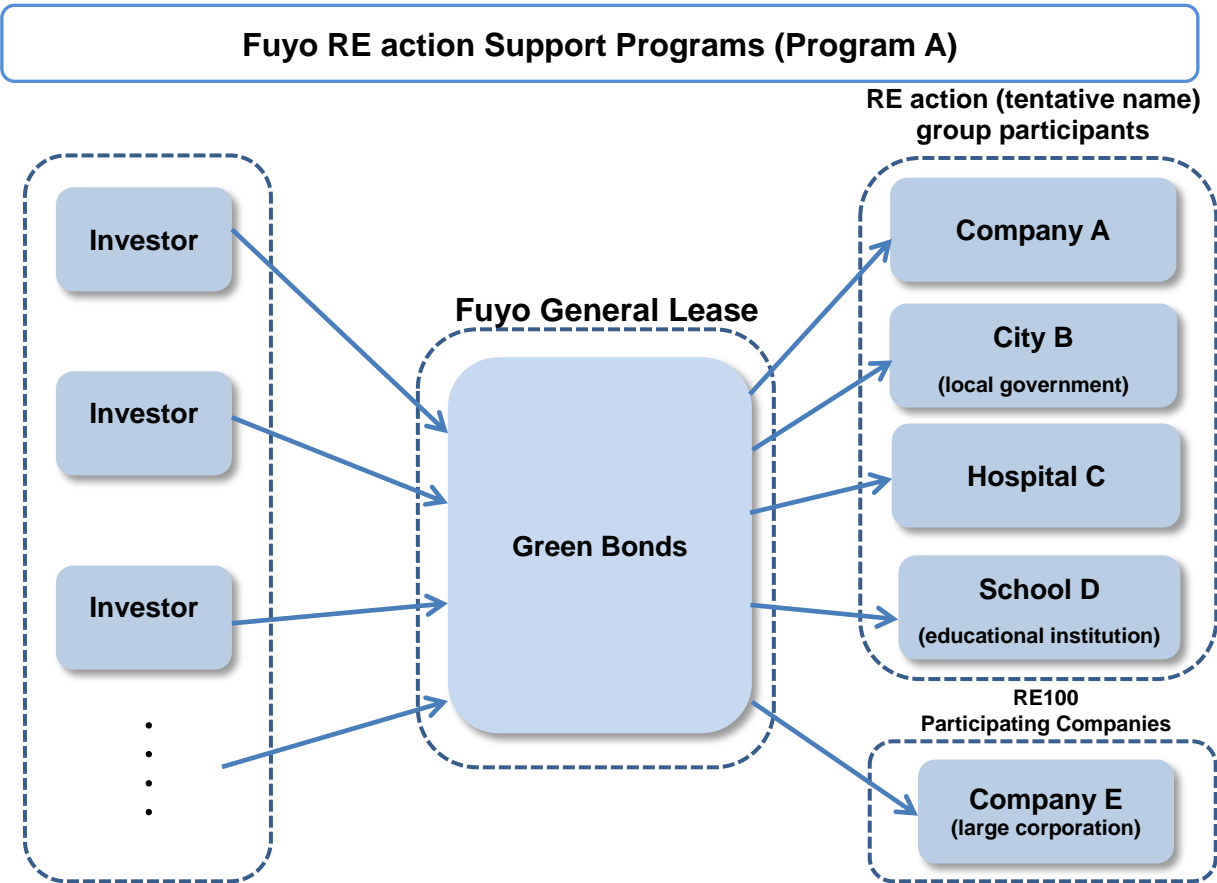 Fuyo RE action Support Programs (Program A)
RE action (tentative name)
group participants
Investor
Investor
Investor
Fuyo General Lease
Green Bonds
Company A
City B
(local government)
Hospital C
School D
(educational institution)
RE100
Participating Companies
Company E
(large corporation)